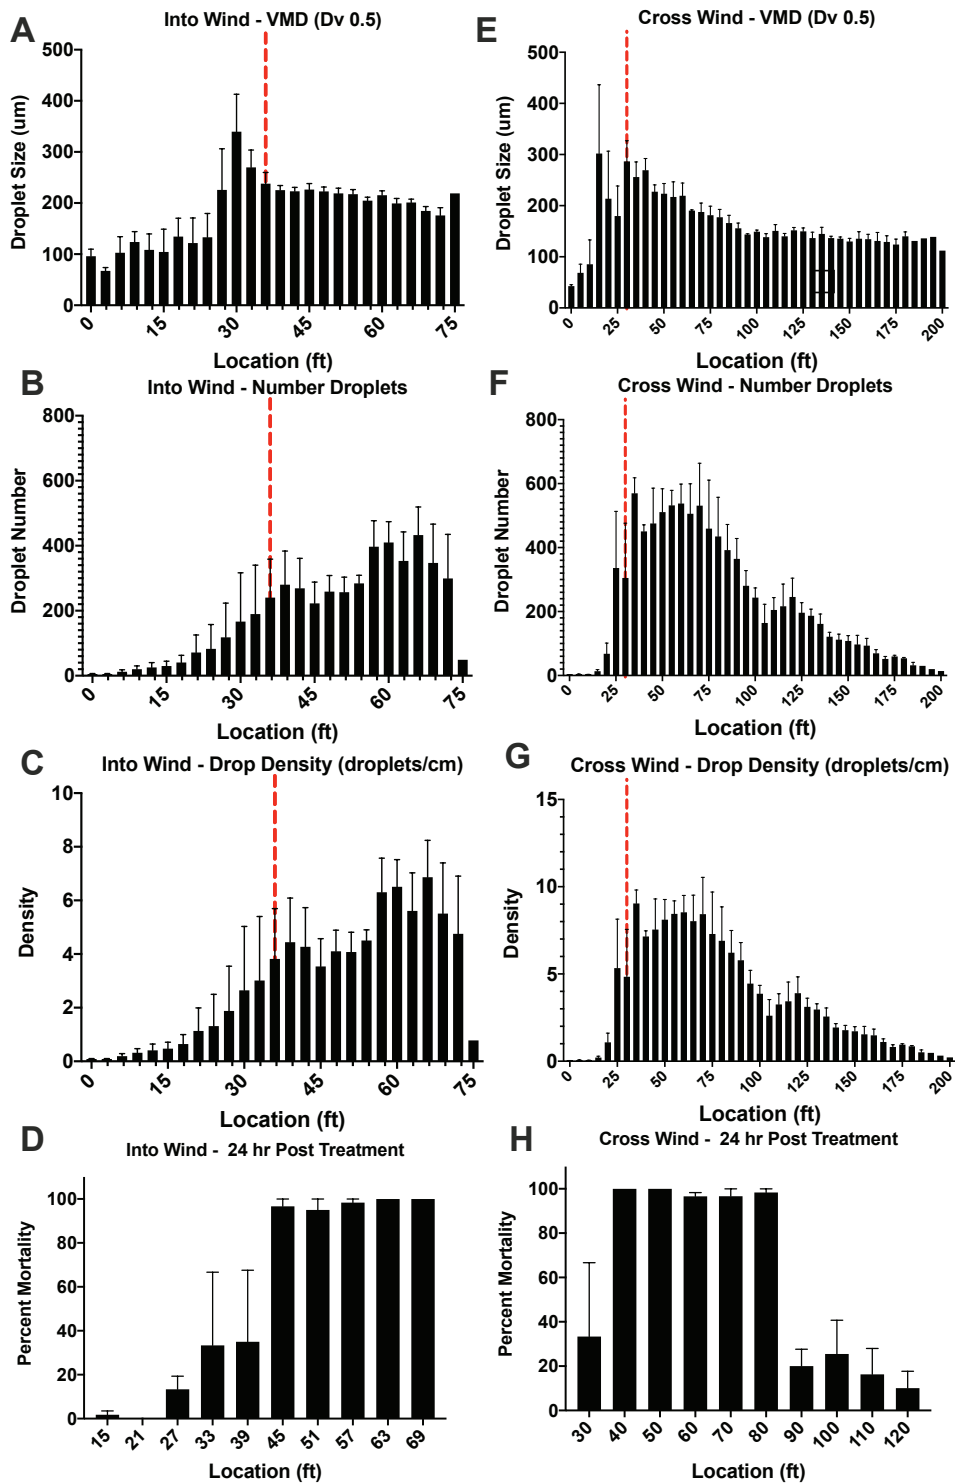 A
Into Wind - VMD (Dv 0.5)
Droplet Size (um)
500
400
300
200
100
0
0 15 30 45 60 75
Location (ft)
B
Into Wind - Number Droplets
Droplet Number
800
600
400
200
0
0 15 30 45 60 75
Location (ft)
C
Into Wind - Drop Density (droplets/cm)
Density
10
8
6
4
2
0
0 15 30 45 60 75
Location (ft)
D
Into Wind - 24 hr Post Treatment
Percent Mortality
100
80
60
40
20
0
15 21 27 33 39 45 51 57 63 69
Location (ft)
E
Cross Wind - VMD (Dv 0.5)
Droplet Size (um)
500
400
300
200
100
0
0 25 50 75 100 125 150 175 200
Location (ft)
F
Cross Wind - Number Droplets
Droplet Number
800
600
400
200
0
0 25 50 75 100 125 150 175 200
Location (ft)
G
Cross Wind - Drop Density (droplets/cm)
Density
15
10
5
0
0 25 50 75 100 125 150 175 200
Location (ft)
H
Cross Wind - 24 hr Post Treatment
Percent Mortality
100
80
60
40
20
0
30 40 50 60 70 80 90 100 110 120
Location (ft)